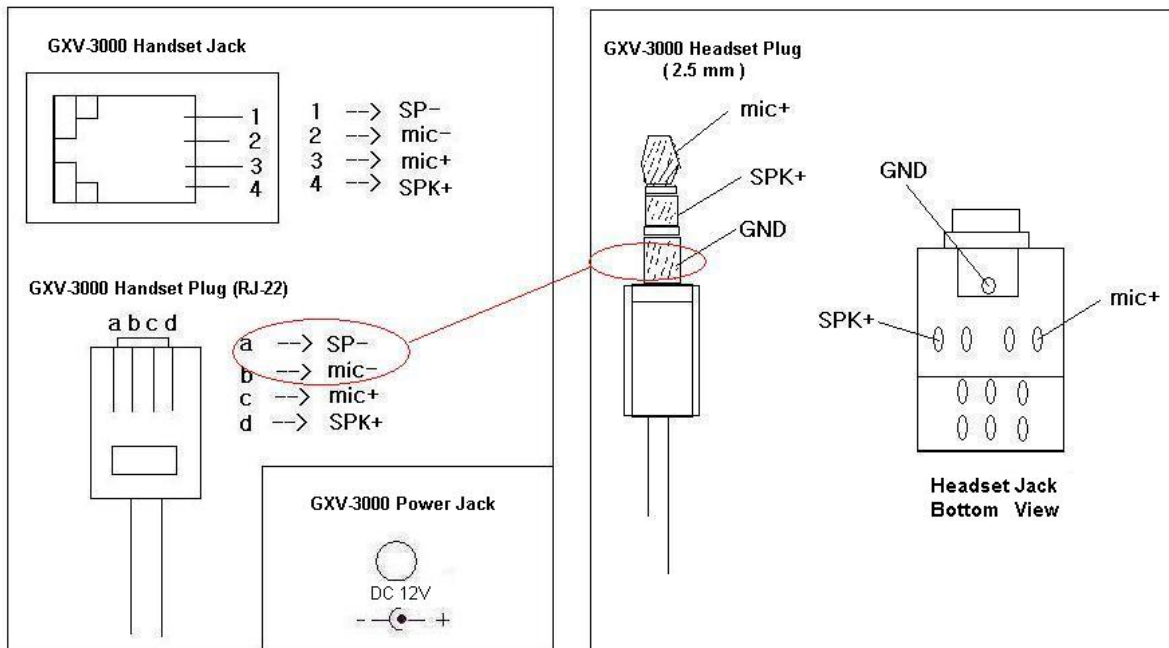 GXV-3000 Handset Jack
1
2
3
4
1 --> SP-
2 --> mic-
3 --> mic+
4 --> SPK+
GXV-3000 Handset Plug (RJ-22)
a b c d
a --> SP-
b --> mic-
c --> mic+
d --> SPK+
GXV-3000 Power Jack
DC 12V
- +
GXV-3000 Headset Plug
( 2.5 mm )
mic+
SPK+
GND
GND
SPK+
mic+
Headset Jack
Bottom View